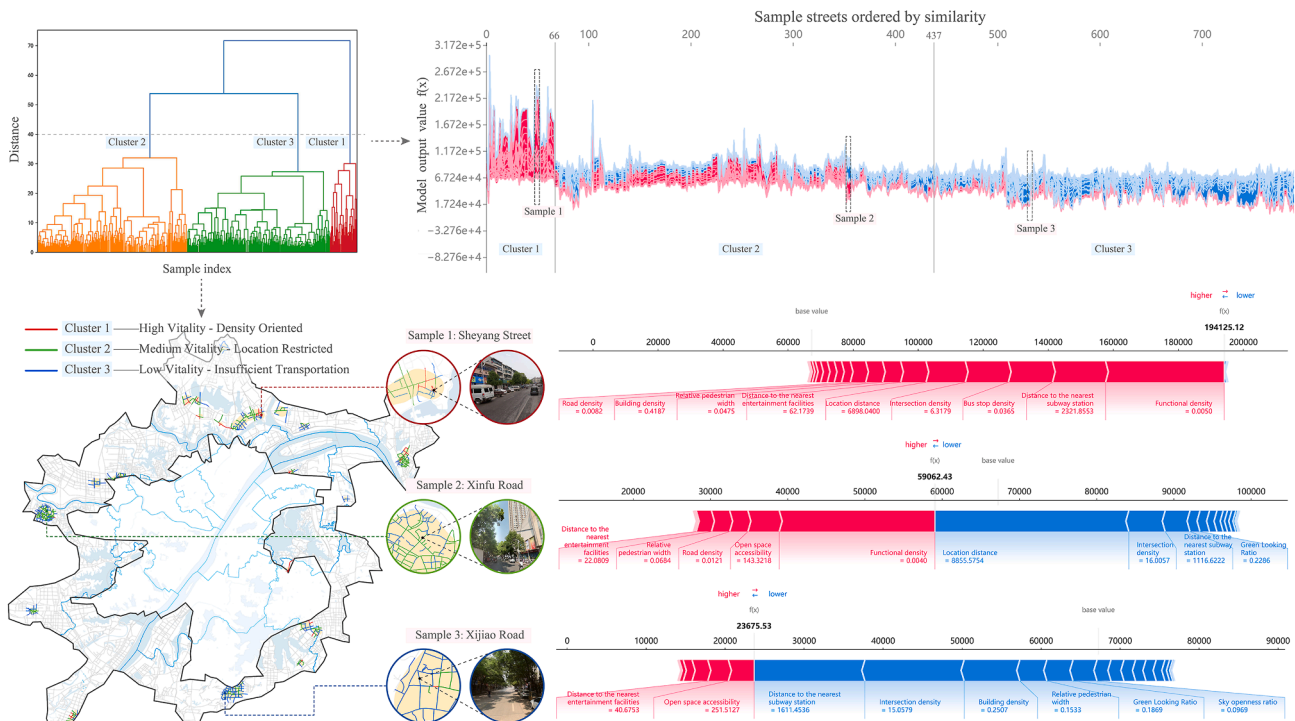 Sample streets ordered by similarity
0 66 100 200 300 400 437 500 600 700
70
60
50
40
30
20
10
0
Distance
Cluster 2
Cluster 3
Cluster 1
Sample index
3.172e+5
2.672e+5
2.172e+5
1.672e+5
1.172e+5
6.724e+4
1.724e+4
−3.276e+4
−8.276e+4
Model output value f(x)
Sample 1
Sample 2
Sample 3
Cluster 1
Cluster 2
Cluster 3
Cluster 1 High Vitality - Density Oriented
Cluster 2 Medium Vitality - Location Restricted
Cluster 3 Low Vitality - Insufficient Transportation
Sample 1: Sheyang Street
higher lower
base value
f(x)
194125.12
0 20000 40000 60000 80000 100000 120000 140000 160000 180000 200000
Road density
= 0.0082
Building density
= 0.4187
Relative pedestrian
width
= 0.0475
Distance to the nearest
entertainment facilities
= 62.1739
Location distance
= 6898.0400
Intersection density
= 6.3179
Bus stop density
= 0.0365
Distance to the nearest
subway station
= 2321.8553
Functional density
= 0.0050
Sample 2: Xinfu Road
higher lower
f(x)
base value
59062.43
20000 30000 40000 50000 60000 70000 80000 90000 100000
Distance to the
nearest
entertainment
facilities
= 22.0809
Relative
pedestrian width
= 0.0684
Road density
= 0.0121
Open space
accessibility
= 143.3218
Functional density
= 0.0040
Location distance
= 8855.5754
Intersection
density
= 16.0057
Distance to the
nearest subway
station
= 1116.6222
Green Looking
Ratio
= 0.2286
Sample 3: Xijiao Road
higher lower
f(x)
base value
23675.53
0 10000 20000 30000 40000 50000 60000 70000 80000 90000
Distance to the nearest
entertainment facilities
= 40.6753
Open space accessibility
= 251.5127
Distance to the nearest
subway station
= 1611.4536
Intersection density
= 15.0579
Building density
= 0.2507
Relative pedestrian
width
= 0.1533
Green Looking Ratio
= 0.1869
Sky openness ratio
= 0.0969